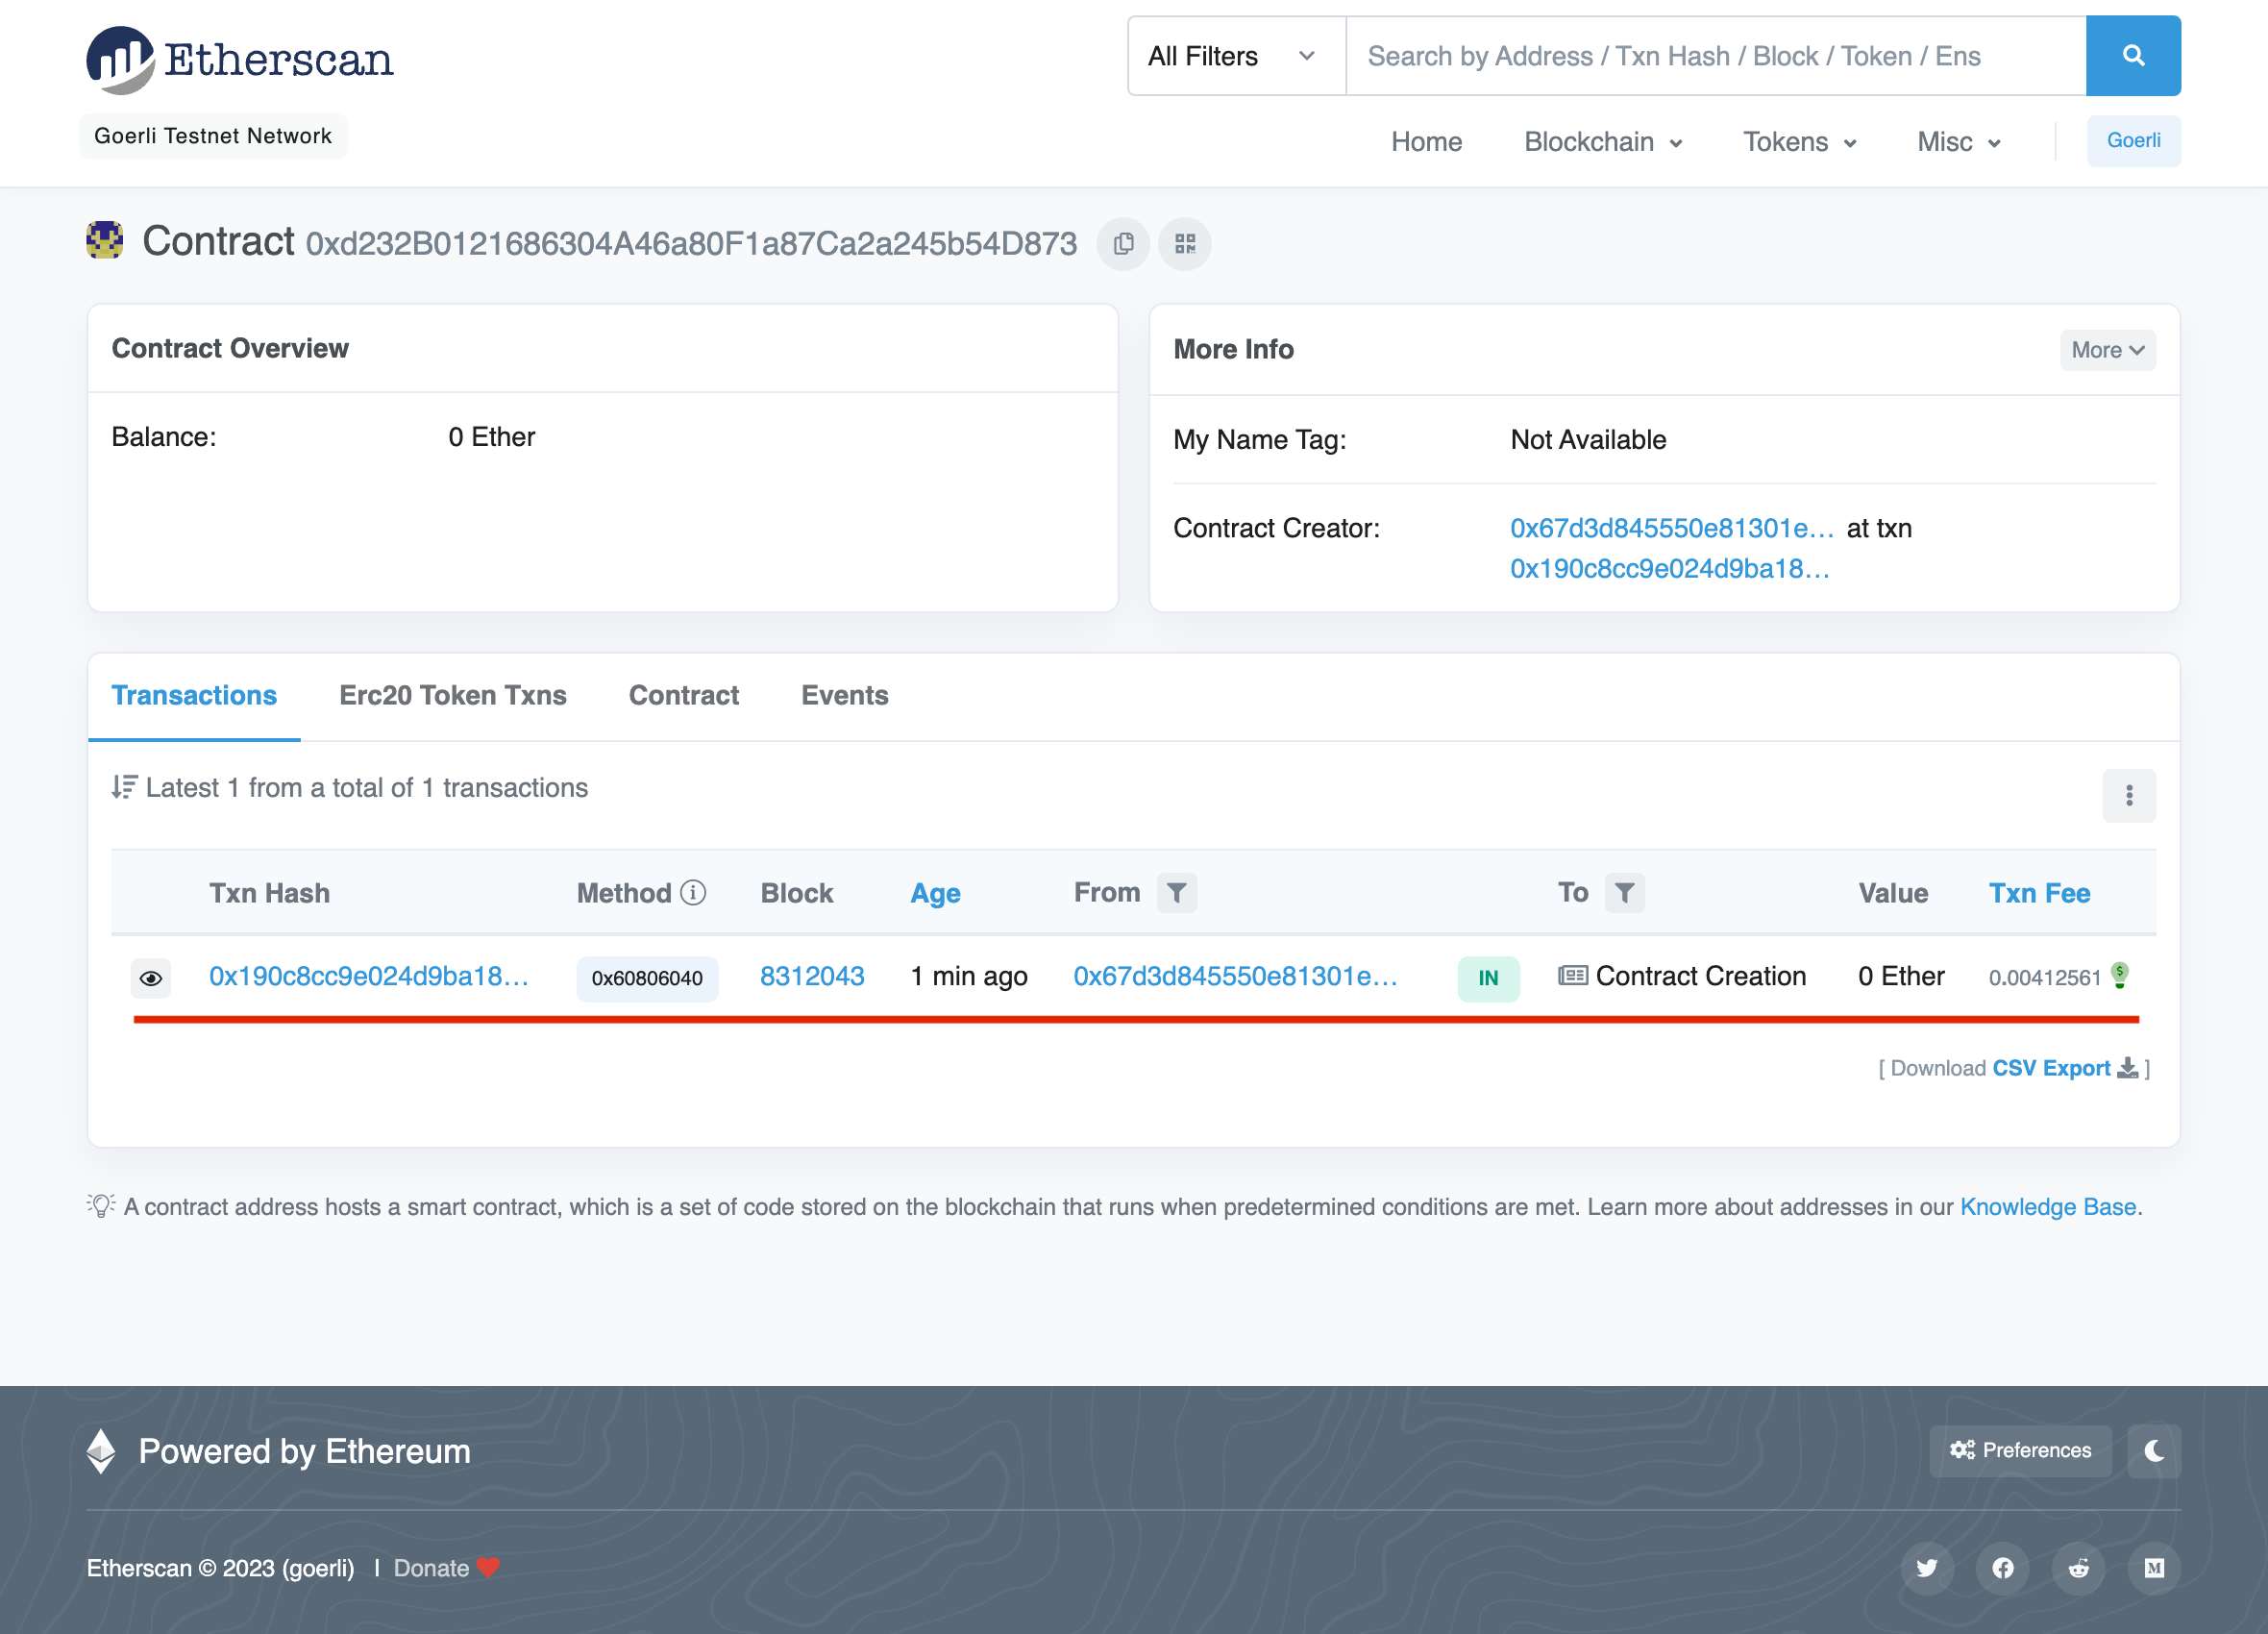 Etherscan
All Filters
Search by Address / Txn Hash / Block / Token / Ens
Goerli Testnet Network
Home Blockchain Tokens Misc Goerli
Contract 0xd232B0121686304A46a80F1a87Ca2a245b54D873
Contract Overview
Balance: 0 Ether
More Info More
My Name Tag: Not Available
Contract Creator: 0x67d3d845550e81301e... at txn
0x190c8cc9e024d9ba18...
Transactions Erc20 Token Txns Contract Events
Latest 1 from a total of 1 transactions
Txn Hash Method Block Age From To Value Txn Fee
0x190c8cc9e024d9ba18... 0x60806040 8312043 1 min ago 0x67d3d845550e81301e... IN Contract Creation 0 Ether 0.00412561
[ Download CSV Export ]
A contract address hosts a smart contract, which is a set of code stored on the blockchain that runs when predetermined conditions are met. Learn more about addresses in our Knowledge Base.
Powered by Ethereum
Preferences
Etherscan © 2023 (goerli) | Donate